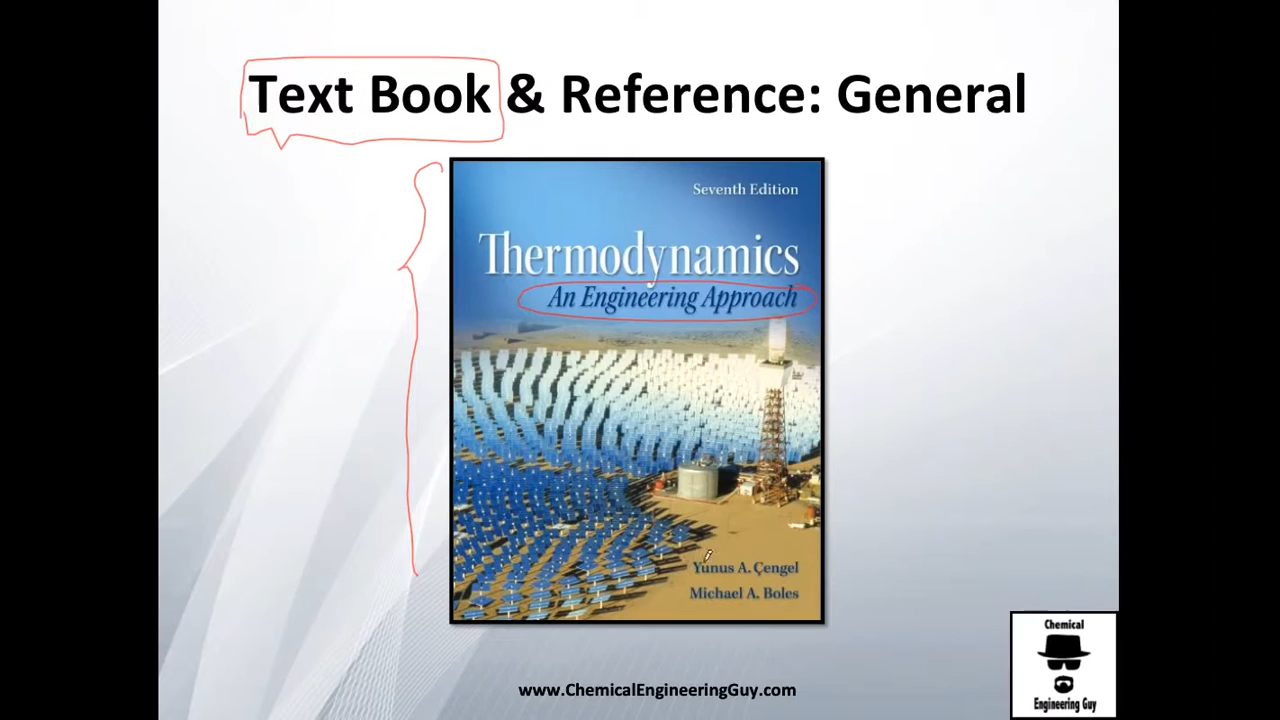 Text Book & Reference: General
Seventh Edition
Thermodynamics
An Engineering Approach
Yunus A. Çengel
Michael A. Boles
Chemical
Engineering Guy
www.ChemicalEngineeringGuy.com